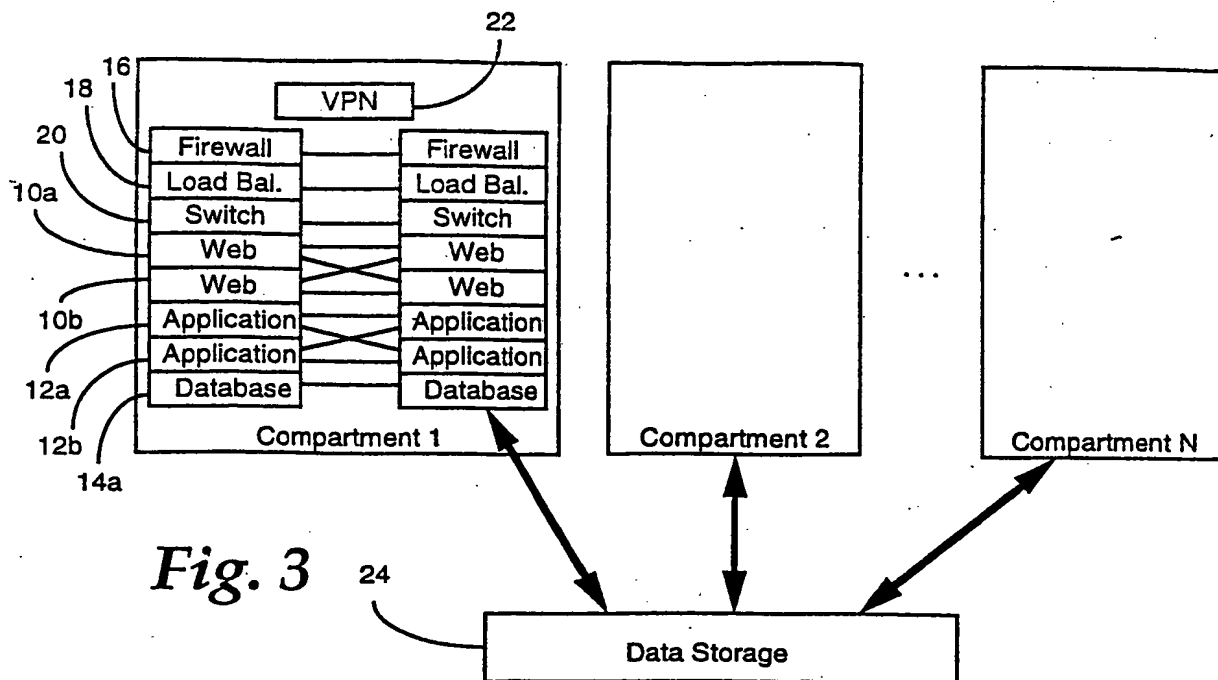 22
16
VPN
18
Firewall Firewall
20
Load Bal. Load Bal.
10a
Switch Switch
Web Web
Web Web
...
10b
Application Application
12a
Application Application
12b
Database Database
14a
Compartment 1 Compartment 2 Compartment N
Fig. 3
24
Data Storage